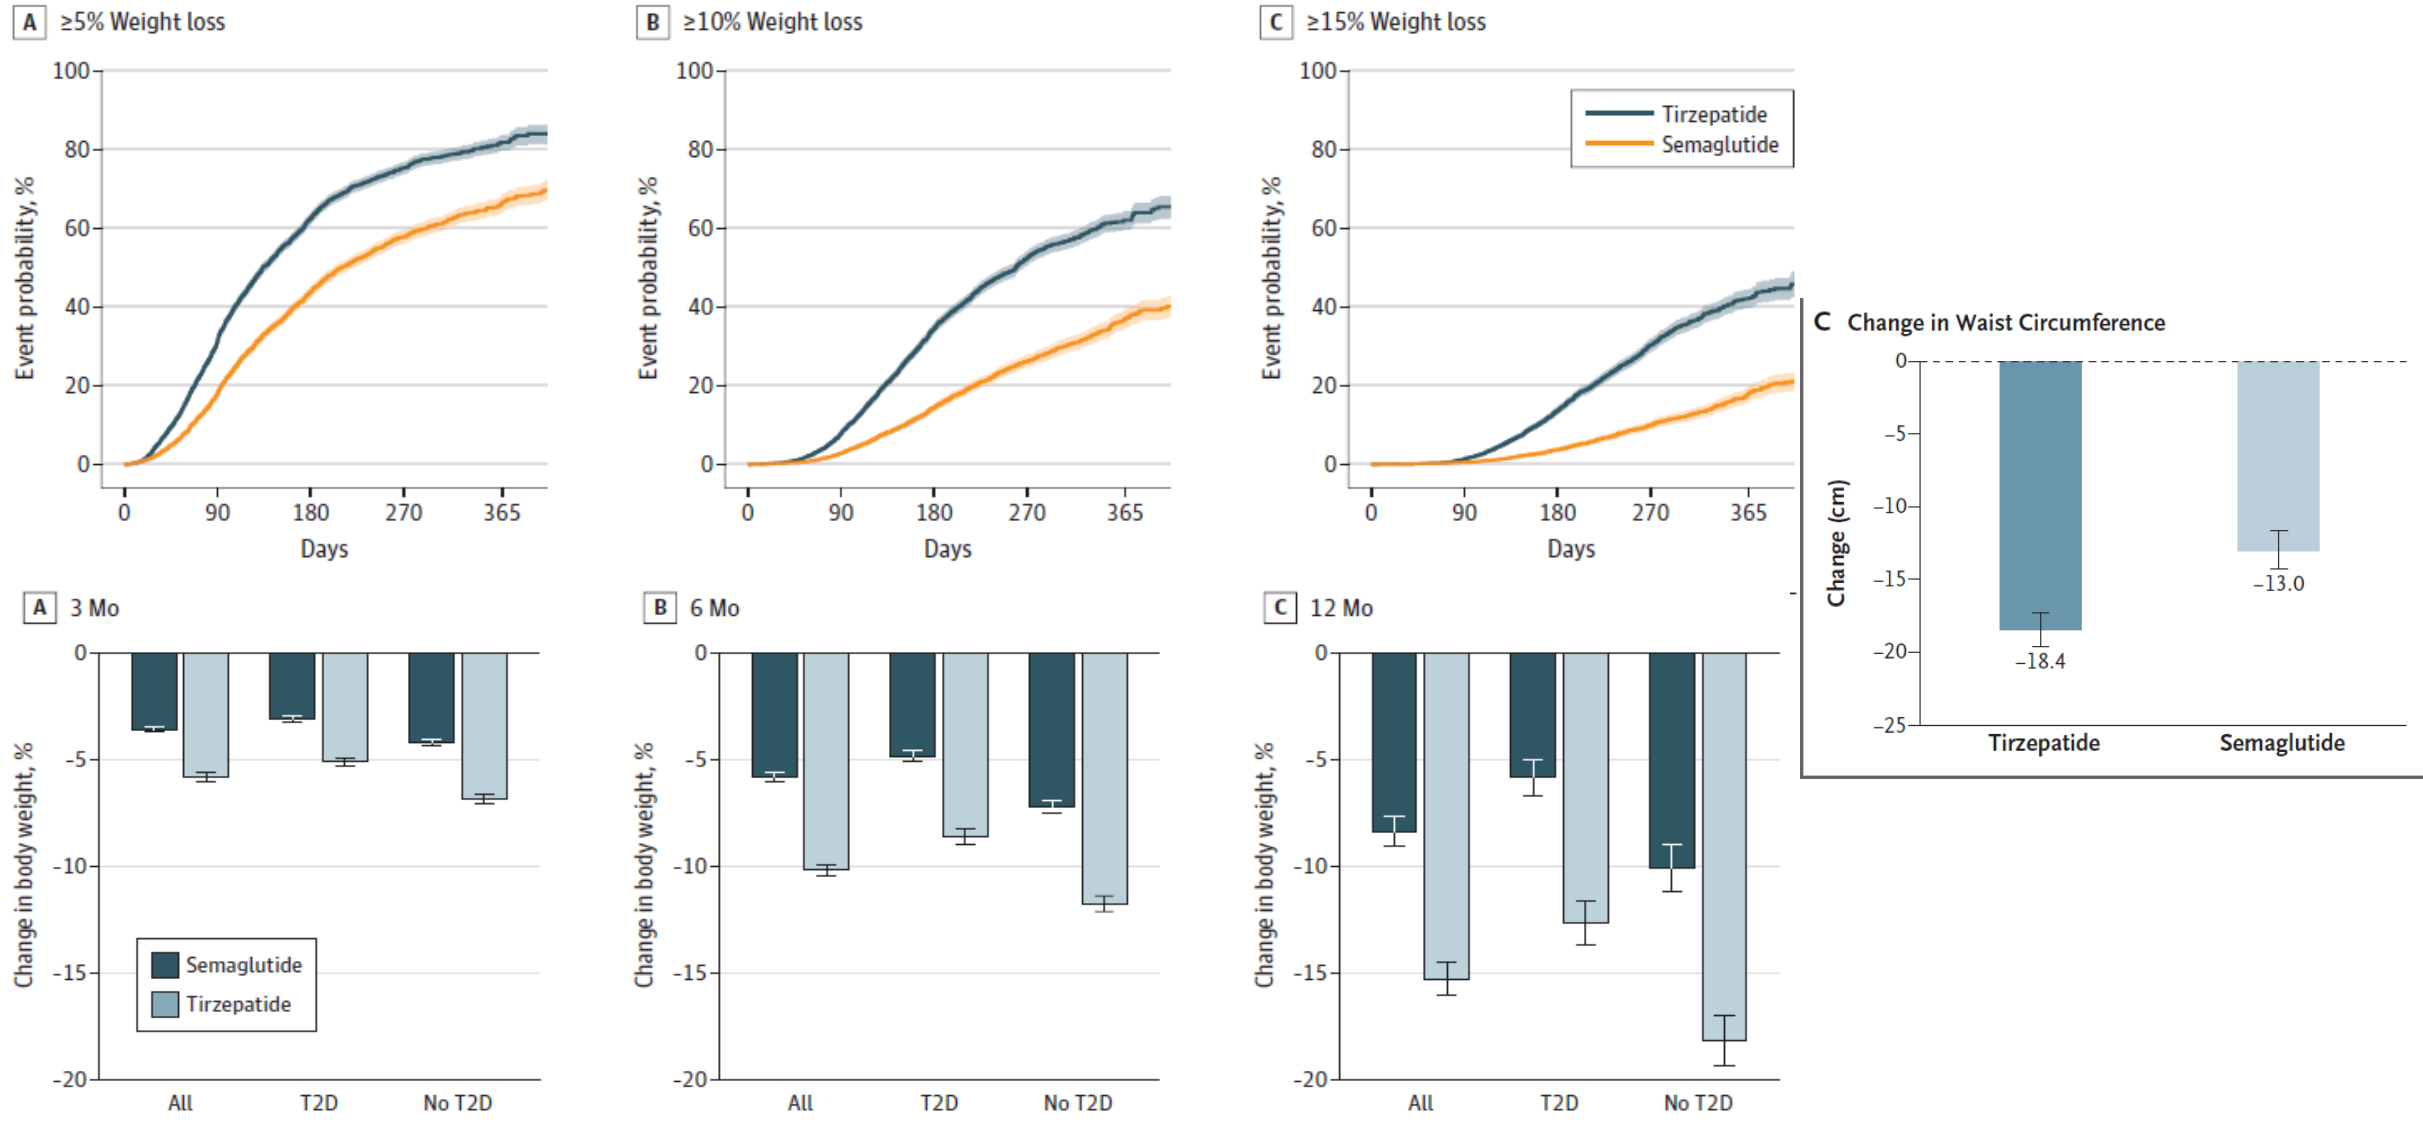 A ≥5% Weight loss
100
80
60
40
20
0
Event probability, %
0 90 180 270 365
Days
B ≥10% Weight loss
100
80
60
40
20
0
Event probability, %
0 90 180 270 365
Days
C ≥15% Weight loss
100
80
60
40
20
0
Event probability, %
Tirzepatide
Semaglutide
0 90 180 270 365
Days
C Change in Waist Circumference
0
–5
–10
–15
–20
–25
Change (cm)
–18.4
–13.0
Tirzepatide Semaglutide
A 3 Mo
0
-5
-10
-15
-20
Change in body weight, %
Semaglutide
Tirzepatide
All T2D No T2D
B 6 Mo
0
-5
-10
-15
-20
Change in body weight, %
All T2D No T2D
C 12 Mo
0
-5
-10
-15
-20
Change in body weight, %
All T2D No T2D